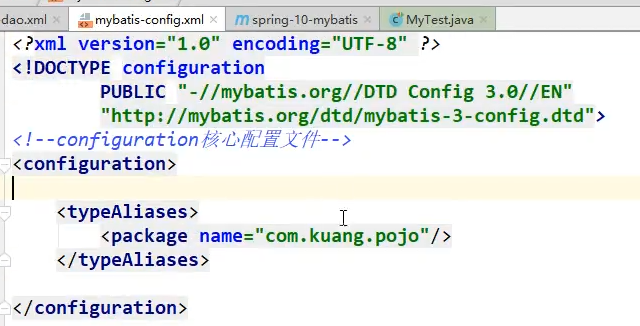 -dao.xml mybatis-config.xml spring-10-mybatis MyTest.java
<?xml version="1.0" encoding="UTF-8" ?>
<!DOCTYPE configuration
PUBLIC "-//mybatis.org//DTD Config 3.0//EN"
"http://mybatis.org/dtd/mybatis-3-config.dtd">
<!--configuration核心配置文件-->
<configuration>
<typeAliases>
<package name="com.kuang.pojo"/>
</typeAliases>
</configuration>